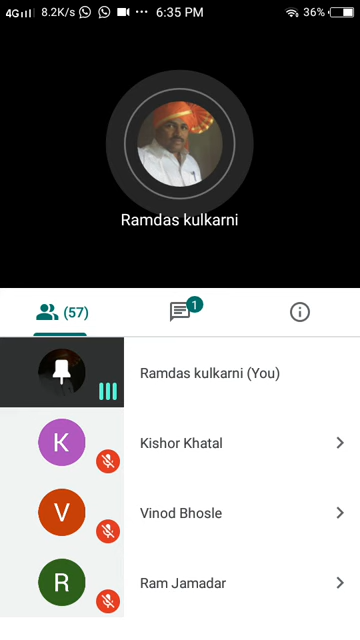 4G 8.2K/s 6:35 PM 36%
Ramdas kulkarni
(57) 1
Ramdas kulkarni (You)
K Kishor Khatal
V Vinod Bhosle
R Ram Jamadar